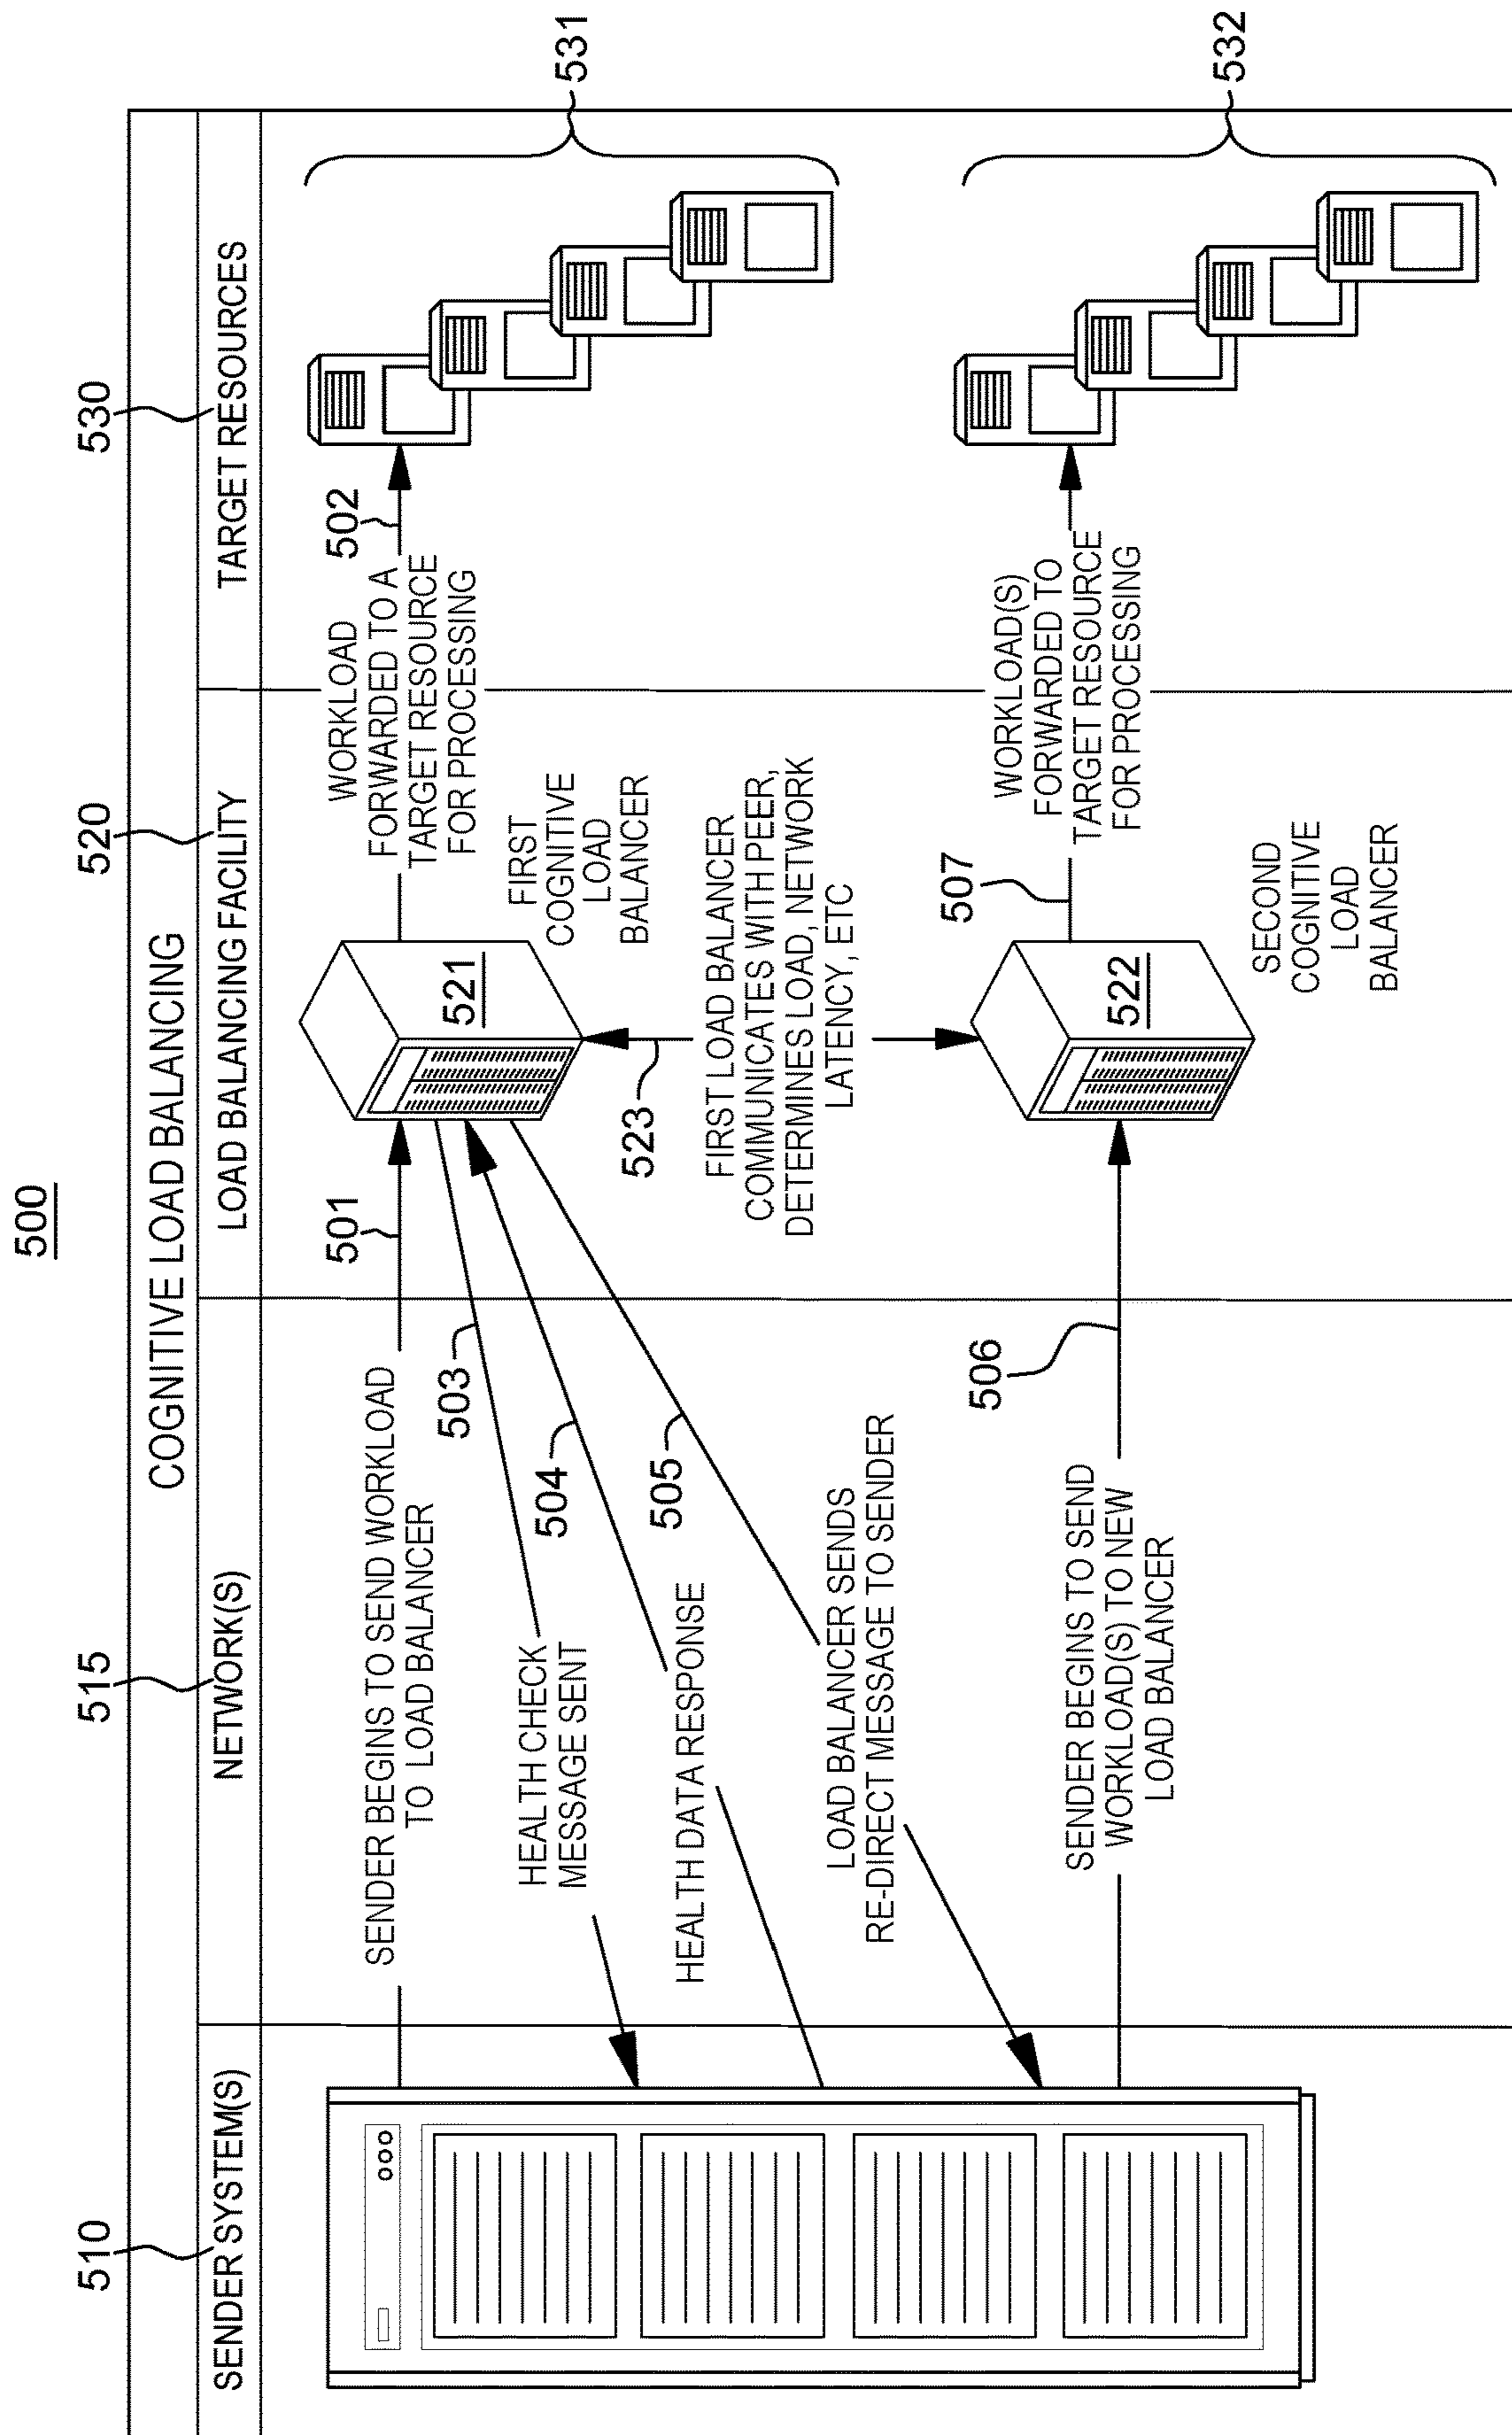 500
COGNITIVE LOAD BALANCING
510
515
520
530
SENDER SYSTEM(S)
NETWORK(S)
LOAD BALANCING FACILITY
TARGET RESOURCES
SENDER BEGINS TO SEND WORKLOAD
TO LOAD BALANCER
501
521
WORKLOAD
FORWARDED TO A
TARGET RESOURCE
FOR PROCESSING
502
531
HEALTH CHECK
MESSAGE SENT
503
FIRST
COGNITIVE
LOAD
BALANCER
HEALTH DATA RESPONSE
504
523
FIRST LOAD BALANCER
COMMUNICATES WITH PEER,
DETERMINES LOAD, NETWORK
LATENCY, ETC
LOAD BALANCER SENDS
RE-DIRECT MESSAGE TO SENDER
505
SENDER BEGINS TO SEND
WORKLOAD(S) TO NEW
LOAD BALANCER
506
522
507
WORKLOAD(S)
FORWARDED TO
TARGET RESOURCE
FOR PROCESSING
532
SECOND
COGNITIVE
LOAD
BALANCER